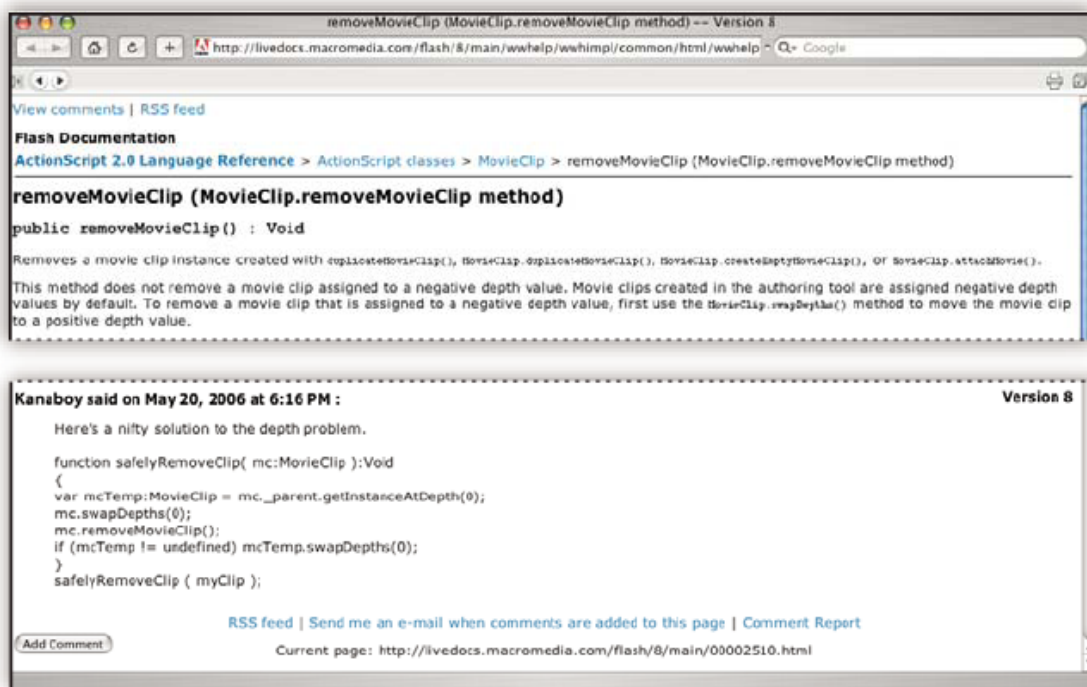 removeMovieClip (MovieClip.removeMovieClip method) -- Version 8
http://livedocs.macromedia.com/flash/8/main/wwhelp/wwhimpl/common/html/wwhelp
Google
View comments | RSS feed
Flash Documentation
ActionScript 2.0 Language Reference > ActionScript classes > MovieClip > removeMovieClip (MovieClip.removeMovieClip method)
removeMovieClip (MovieClip.removeMovieClip method)
public removeMovieClip() : Void
Removes a movie clip instance created with duplicateMovieClip(), MovieClip.duplicateMovieClip(), MovieClip.createEmptyMovieClip(), or MovieClip.attachMovie().
This method does not remove a movie clip assigned to a negative depth value. Movie clips created in the authoring tool are assigned negative depth
values by default. To remove a movie clip that is assigned to a negative depth value, first use the MovieClip.swapDepths() method to move the movie clip
to a positive depth value.
Kanaboy said on May 20, 2006 at 6:16 PM :
Version 8
Here's a nifty solution to the depth problem.
function safelyRemoveClip( mc:MovieClip ):Void
{
var mcTemp:MovieClip = mc._parent.getInstanceAtDepth(0);
mc.swapDepths(0);
mc.removeMovieClip();
if (mcTemp != undefined) mcTemp.swapDepths(0);
}
safelyRemoveClip ( myClip );
RSS feed | Send me an e-mail when comments are added to this page | Comment Report
Add Comment
Current page: http://livedocs.macromedia.com/flash/8/main/00002510.html